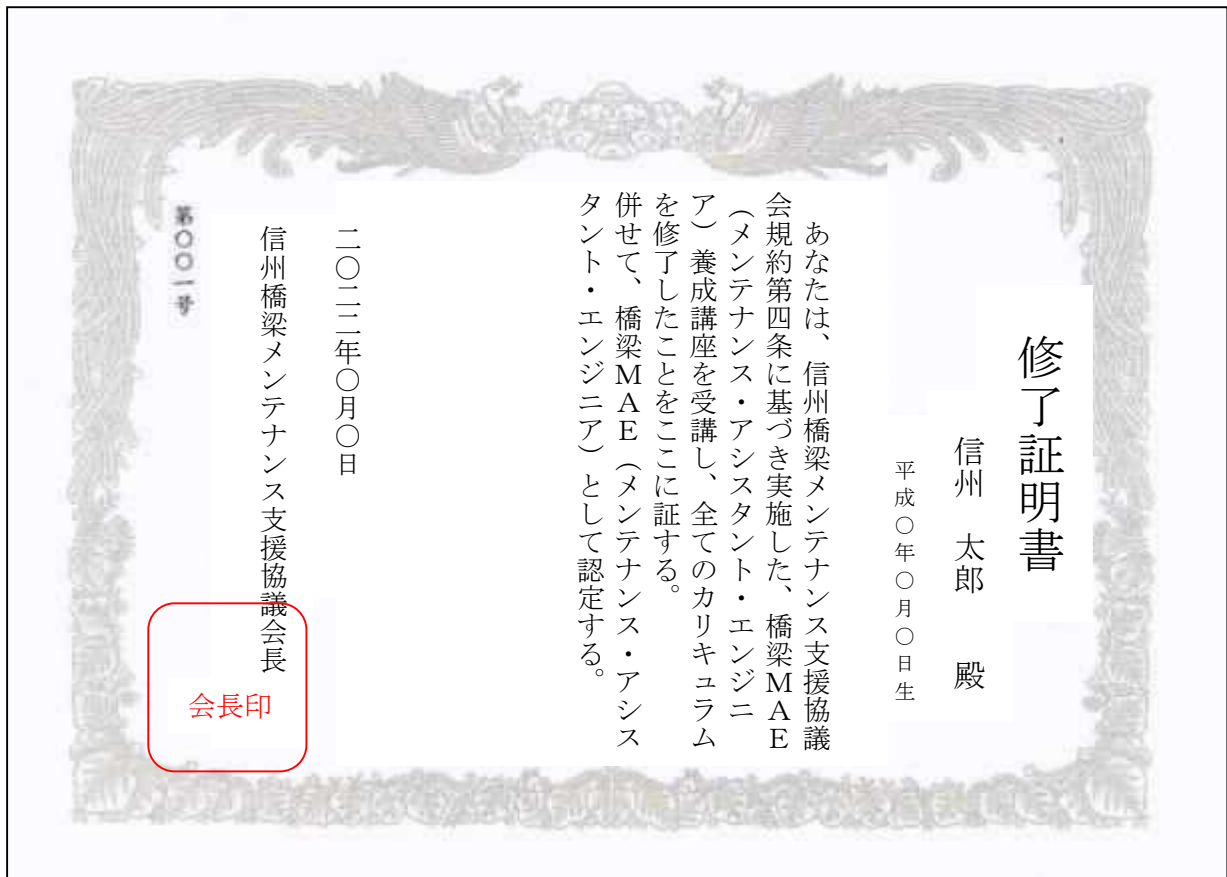 修了証明書
信州　太郎　　殿
平成〇年〇月〇日生
あなたは、信州橋梁メンテナンス支援協議
会規約第四条に基づき実施した、橋梁ＭＡＥ
（メンテナンス・アシスタント・エンジニ
ア）養成講座を受講し、全てのカリキュラム
を修了したことをここに証する。
併せて、橋梁ＭＡＥ（メンテナンス・アシス
タント・エンジニア）として認定する。
二〇二二年〇月〇日
信州橋梁メンテナンス支援協議会長
会長印
第〇〇一号